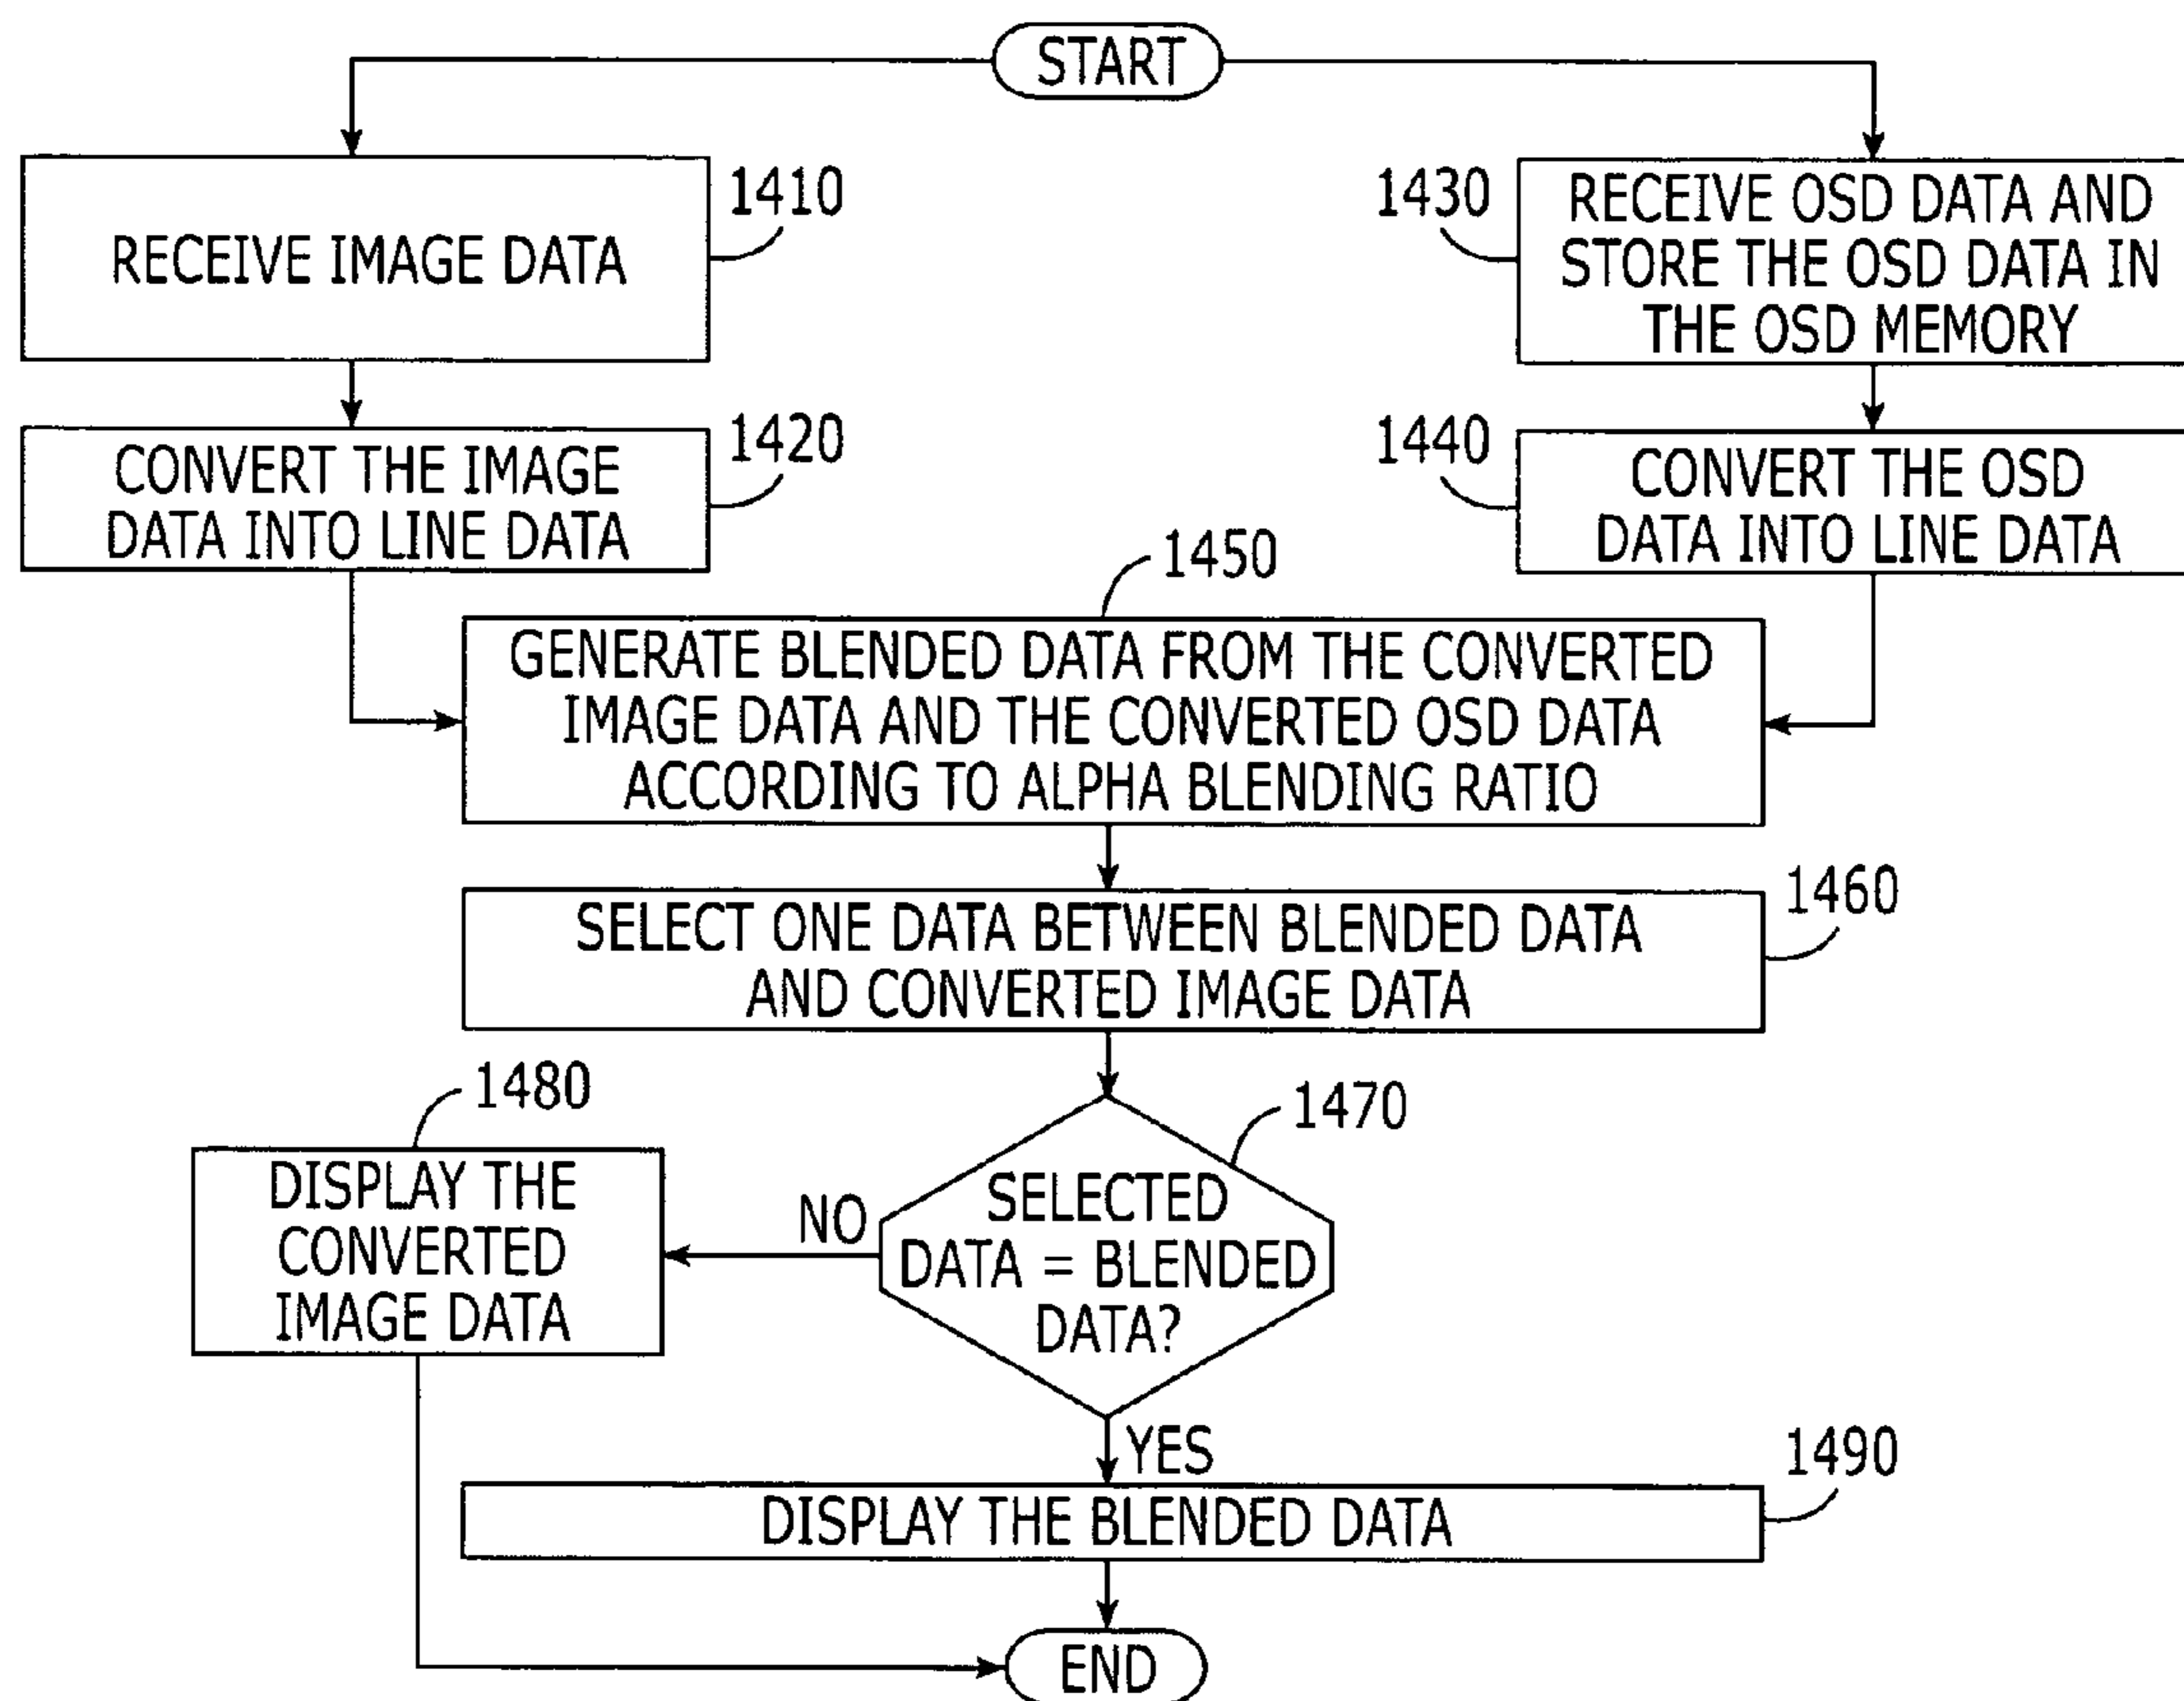 START
1410
RECEIVE IMAGE DATA
1430
RECEIVE OSD DATA AND
STORE THE OSD DATA IN
THE OSD MEMORY
1420
CONVERT THE IMAGE
DATA INTO LINE DATA
1440
CONVERT THE OSD
DATA INTO LINE DATA
1450
GENERATE BLENDED DATA FROM THE CONVERTED
IMAGE DATA AND THE CONVERTED OSD DATA
ACCORDING TO ALPHA BLENDING RATIO
1460
SELECT ONE DATA BETWEEN BLENDED DATA
AND CONVERTED IMAGE DATA
1470
SELECTED
DATA = BLENDED
DATA?
NO
1480
DISPLAY THE
CONVERTED
IMAGE DATA
YES
1490
DISPLAY THE BLENDED DATA
END